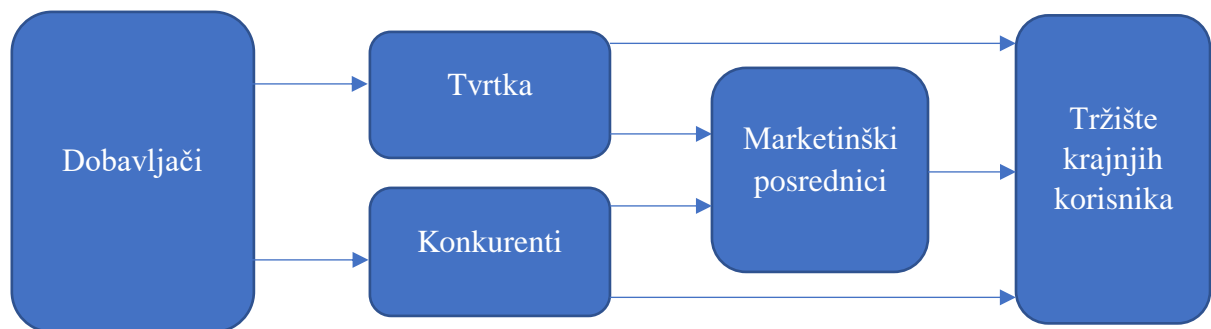 Dobavljači
Tvrtka
Konkurenti
Marketinški
posrednici
Tržište
krajnjih
korisnika